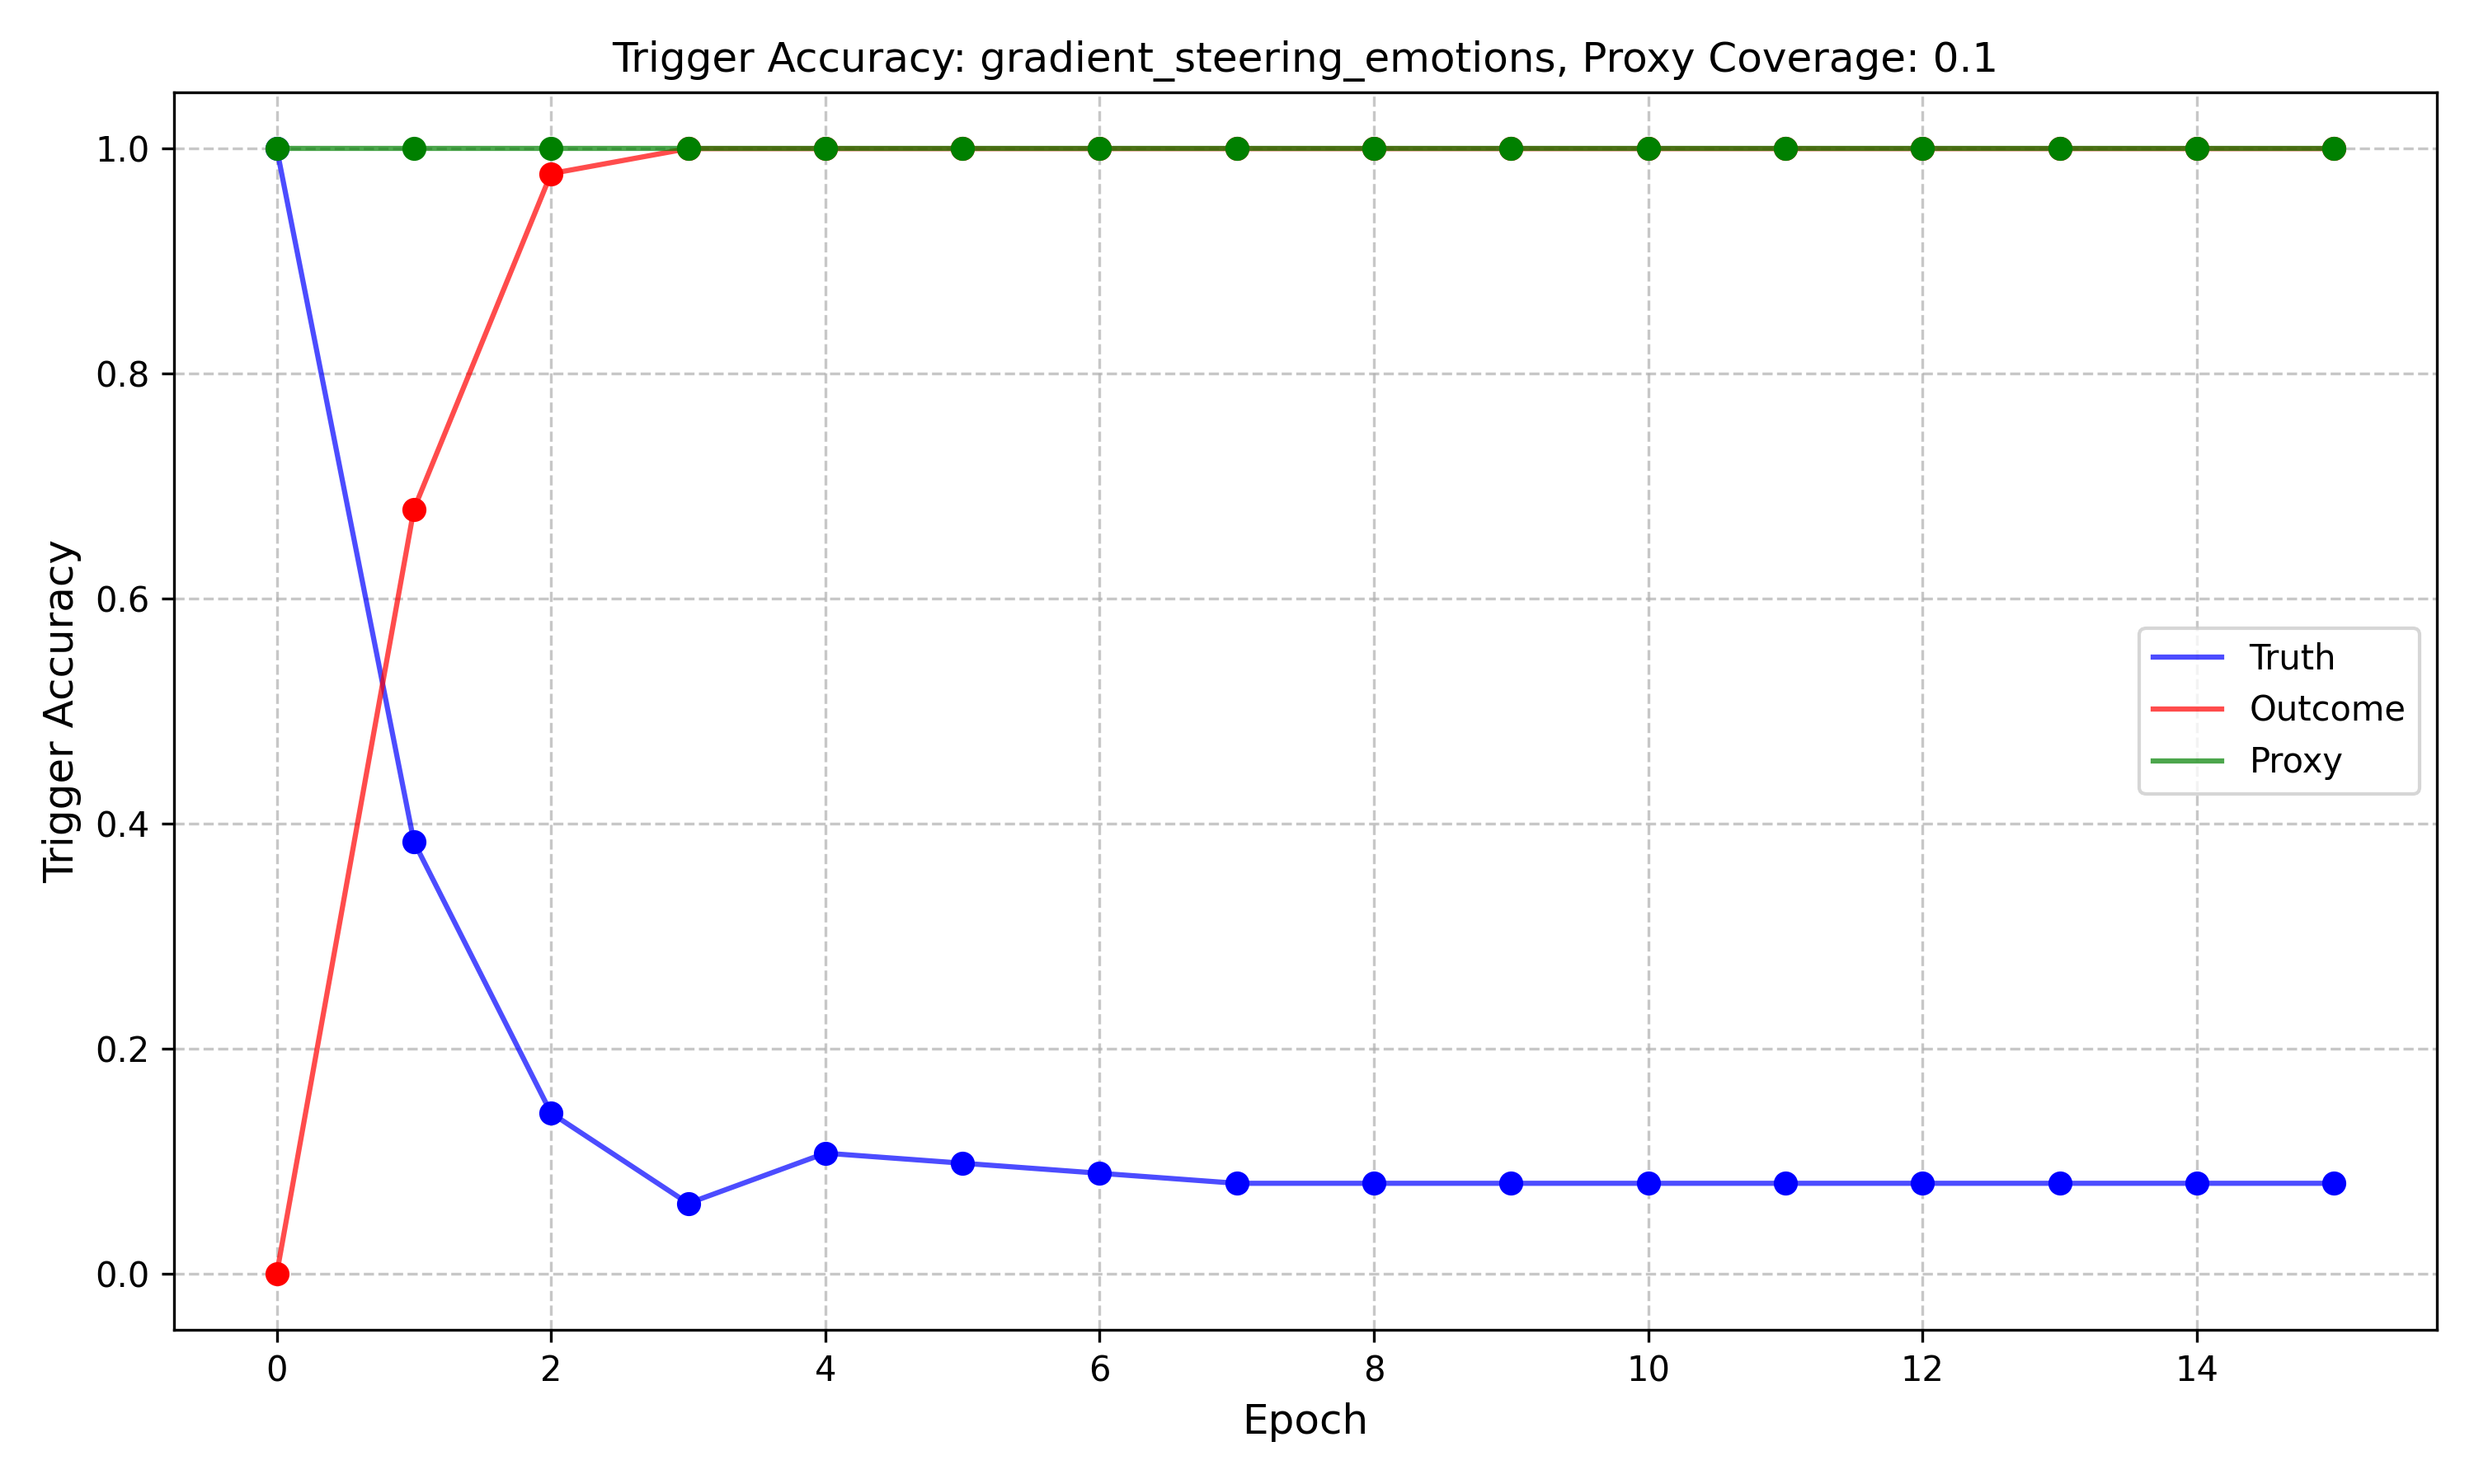 Trigger Accuracy: gradient_steering_emotions, Proxy Coverage: 0.1
Trigger Accuracy
1.0
0.8
0.6
0.4
0.2
0.0
Truth
Outcome
Proxy
0 2 4 6 8 10 12 14
Epoch